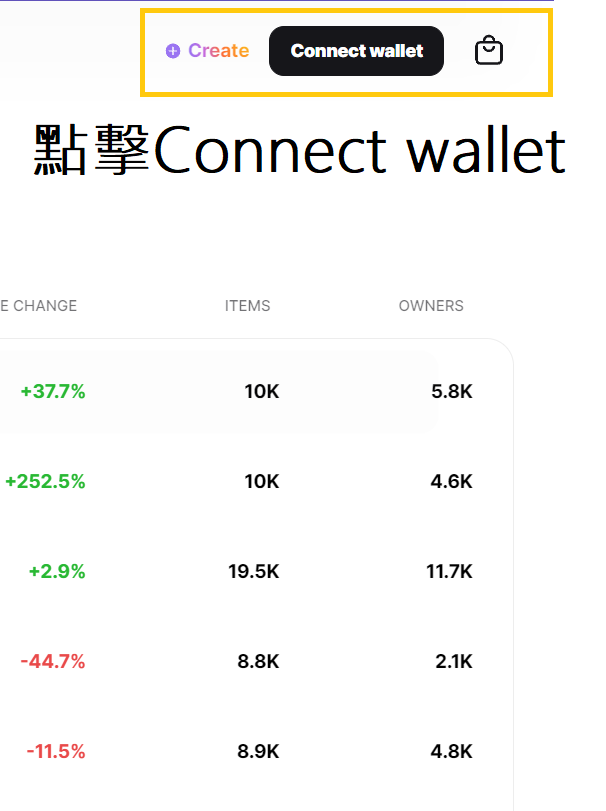 Create Connect wallet
點擊Connect wallet
E CHANGE ITEMS OWNERS
+37.7% 10K 5.8K
+252.5% 10K 4.6K
+2.9% 19.5K 11.7K
-44.7% 8.8K 2.1K
-11.5% 8.9K 4.8K